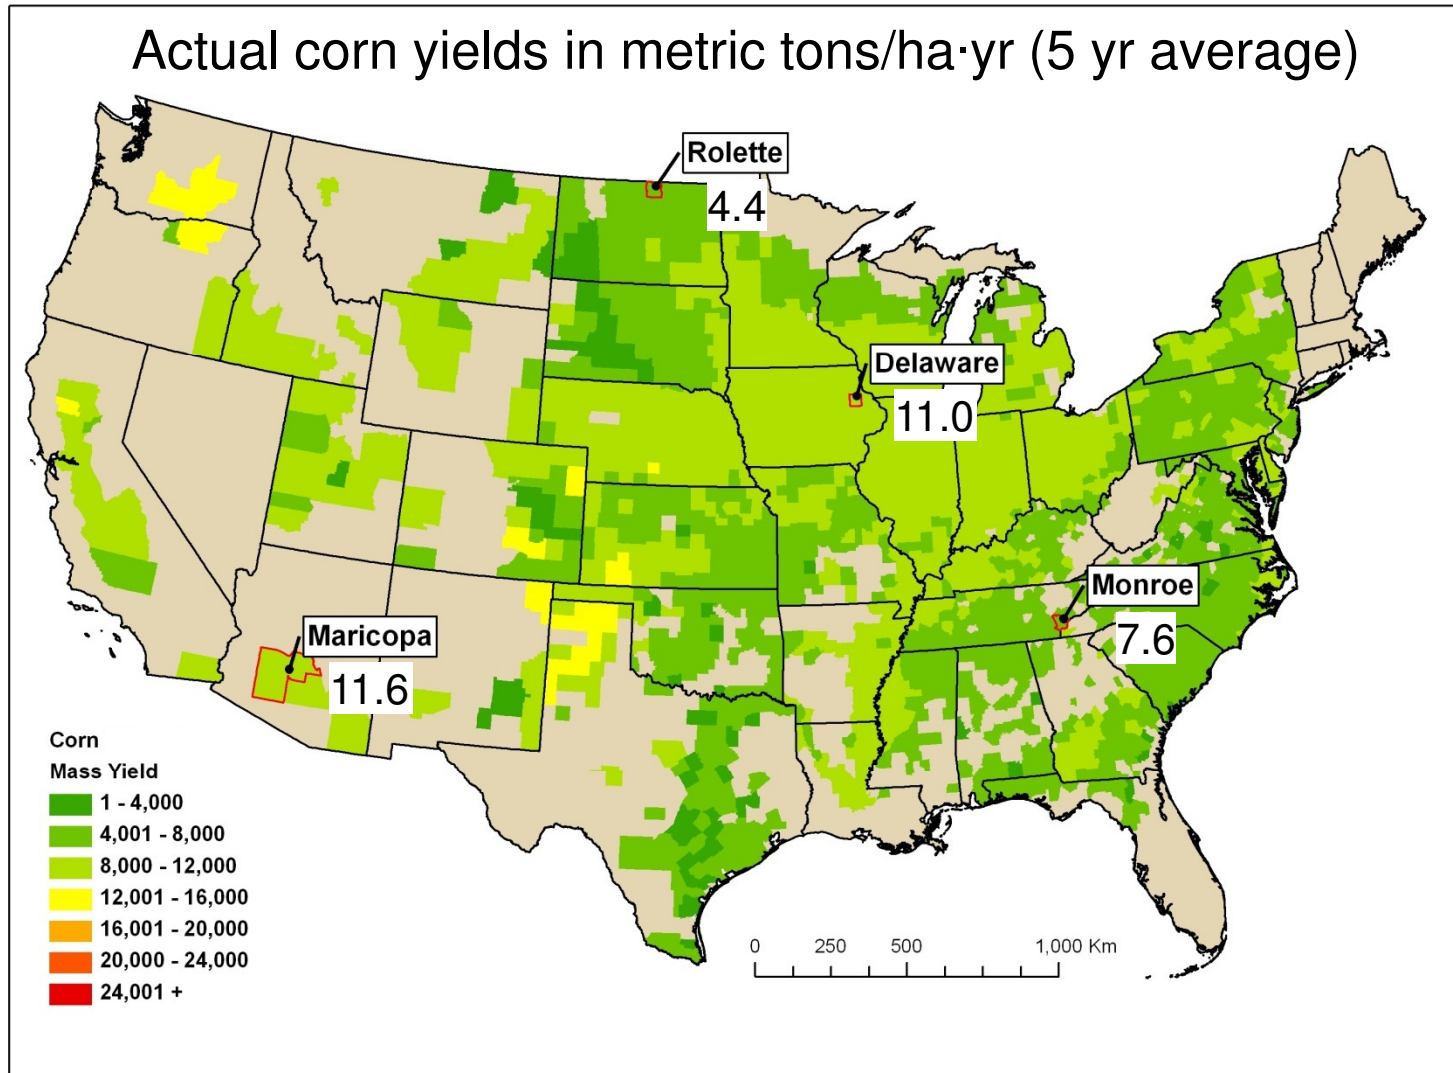 Actual corn yields in metric tons/ha·yr (5 yr average)
Rolette
4.4
Delaware
11.0
Monroe
7.6
Maricopa
11.6
Corn
Mass Yield
1 - 4,000
4,001 - 8,000
8,000 - 12,000
12,001 - 16,000
16,001 - 20,000
20,000 - 24,000
24,001 +
0 250 500 1,000 Km